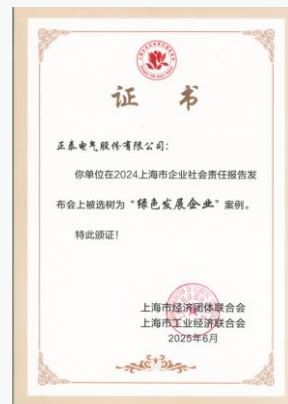 证书
正泰电气股份有限公司:
你单位在2024上海市企业社会责任报告发
布会上被选树为“绿色发展企业”案例。
特此颁证!
上海市经济团体联合会
上海市工业经济联合会
2025年6月